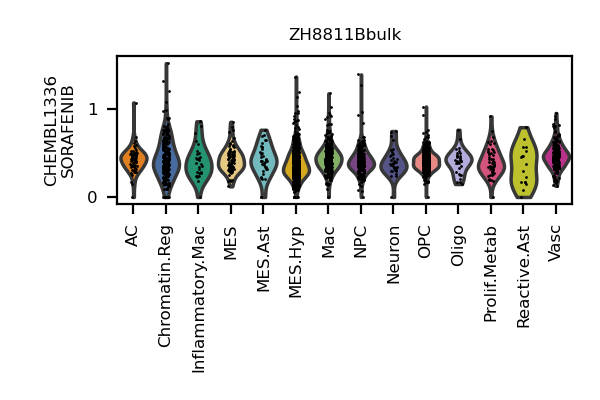 ZH8811Bbulk
CHEMBL1336
SORAFENIB
1
0
AC
Chromatin.Reg
Inflammatory.Mac
MES
MES.Ast
MES.Hyp
Mac
NPC
Neuron
OPC
Oligo
Prolif.Metab
Reactive.Ast
Vasc